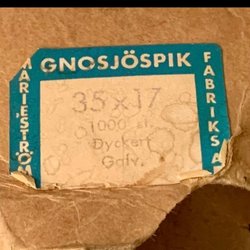 GNOSJÖSPIK
MARIESTRÖM
FABRIKSA
35 x 17
1000 st.
Dyckert
Galv.